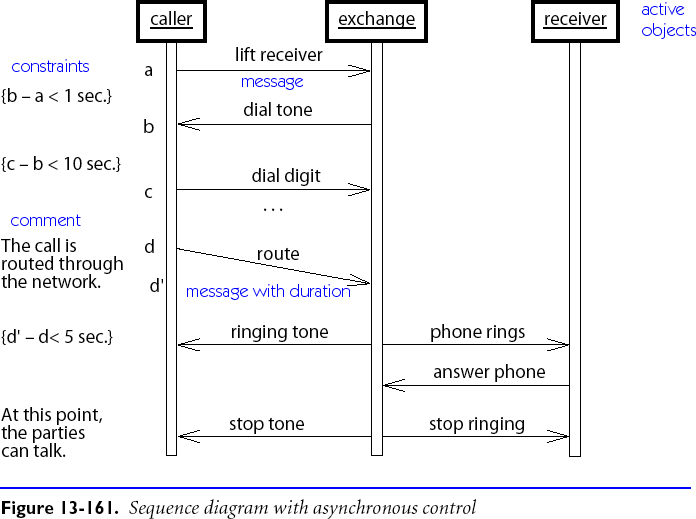 caller
exchange
receiver
active
objects
lift receiver
constraints
a
message
{b – a < 1 sec.}
dial tone
b
{c – b < 10 sec.}
dial digit
c
. . .
comment
The call is
routed through
the network.
d
route
d'
message with duration
{d' – d< 5 sec.}
ringing tone
phone rings
answer phone
At this point,
the parties
can talk.
stop tone
stop ringing
Figure 13-161. Sequence diagram with asynchronous control